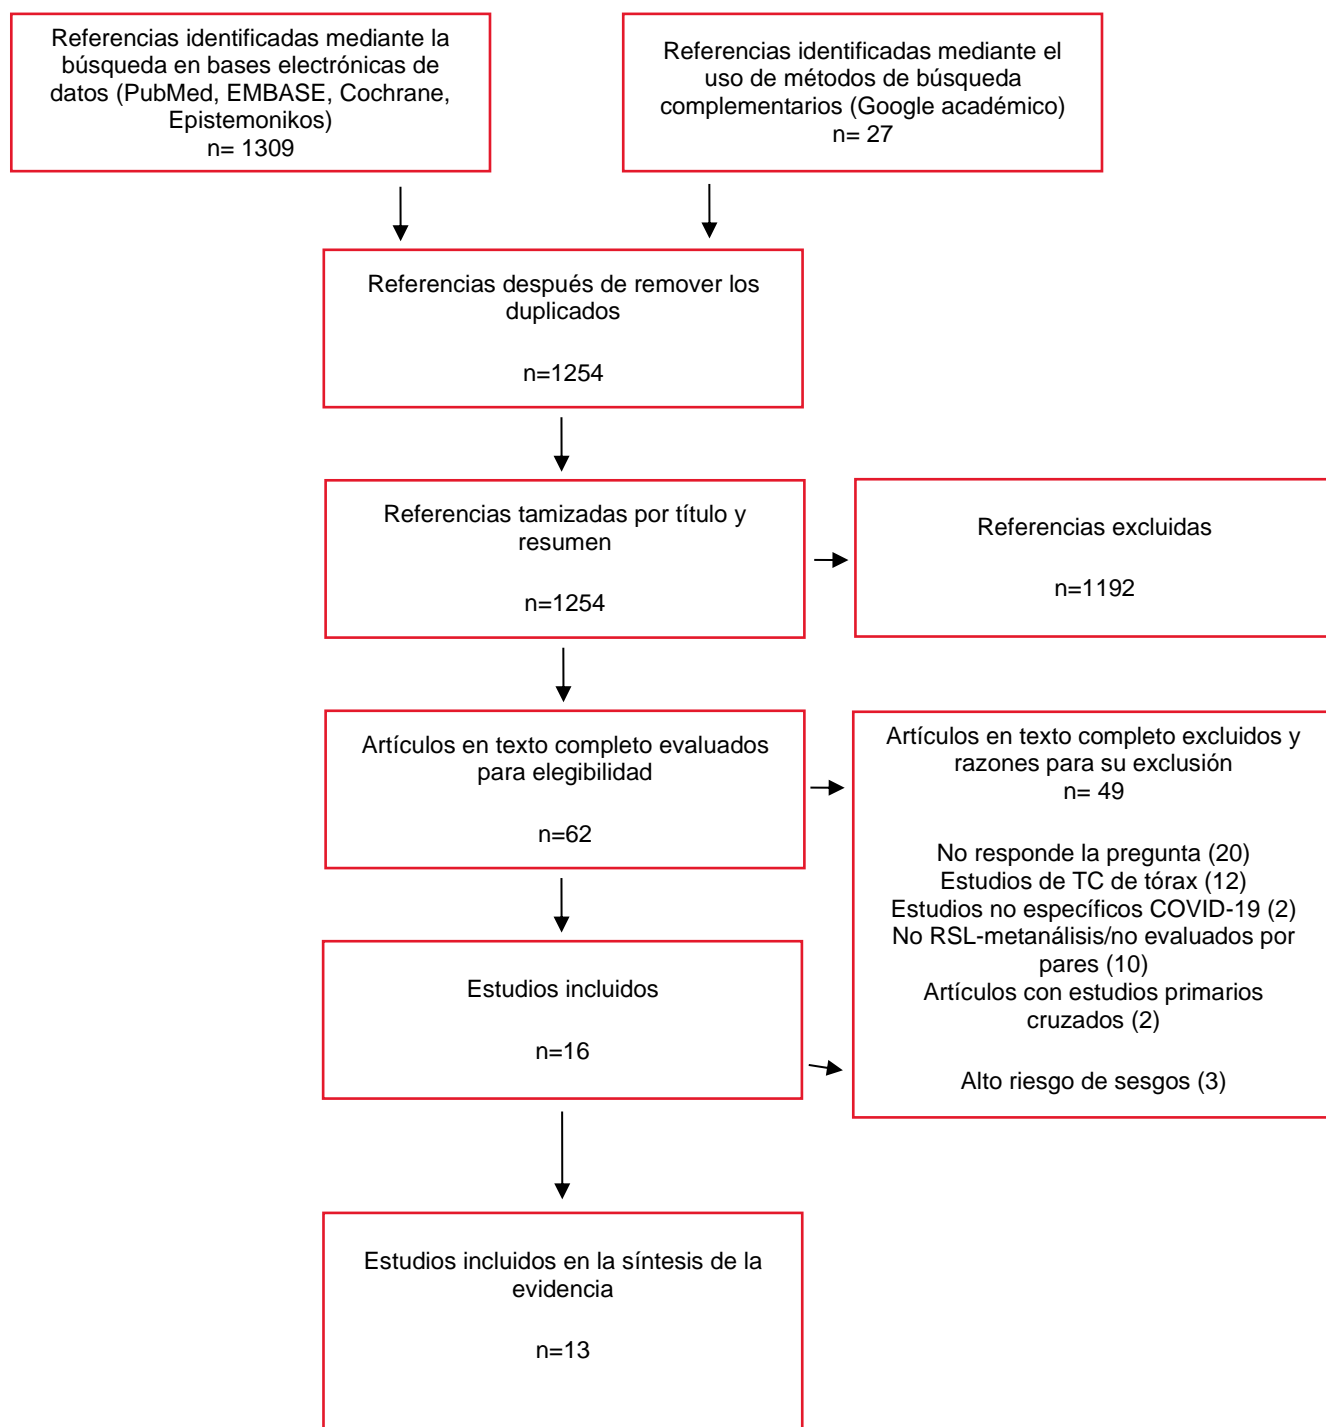 Referencias identificadas mediante la
búsqueda en bases electrónicas de
datos (PubMed, EMBASE, Cochrane,
Epistemonikos)
n= 1309
Referencias identificadas mediante el
uso de métodos de búsqueda
complementarios (Google académico)
n= 27
Referencias después de remover los
duplicados
n=1254
Referencias tamizadas por título y
resumen
n=1254
Referencias excluidas
n=1192
Artículos en texto completo evaluados
para elegibilidad
n=62
Artículos en texto completo excluidos y
razones para su exclusión
n= 49
No responde la pregunta (20)
Estudios de TC de tórax (12)
Estudios no específicos COVID-19 (2)
No RSL-metanálisis/no evaluados por
pares (10)
Artículos con estudios primarios
cruzados (2)
Alto riesgo de sesgos (3)
Estudios incluidos
n=16
Estudios incluidos en la síntesis de la
evidencia
n=13